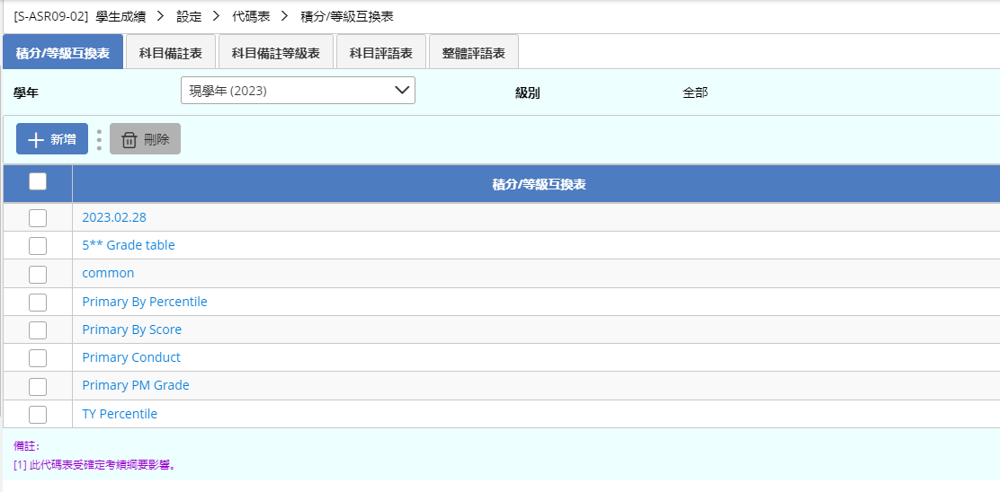 [S-ASR09-02] 學生成績 > 設定 > 代碼表 > 積分/等級互換表
積分/等級互換表 科目備註表 科目備註等級表 科目評語表 整體評語表
學年 現學年 (2023) 級別 全部
新增 刪除
積分/等級互換表
2023.02.28
5** Grade table
common
Primary By Percentile
Primary By Score
Primary Conduct
Primary PM Grade
TY Percentile
備註:
[1] 此代碼表受確定考績綱要影響。